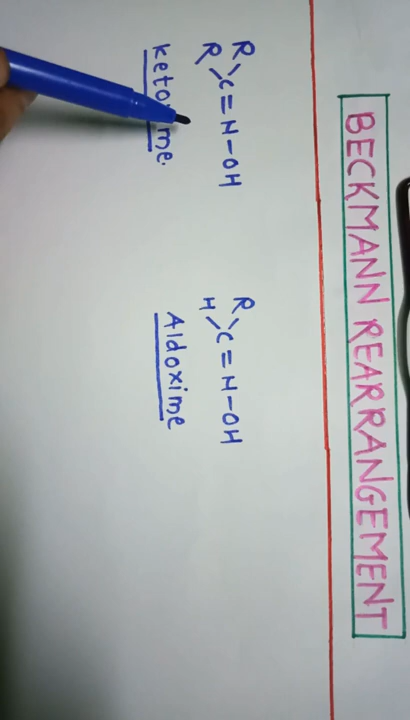 BECKMANN REARRANGEMENT
R
R
C=N-OH
R
H
C=N-OH
Aldoxime